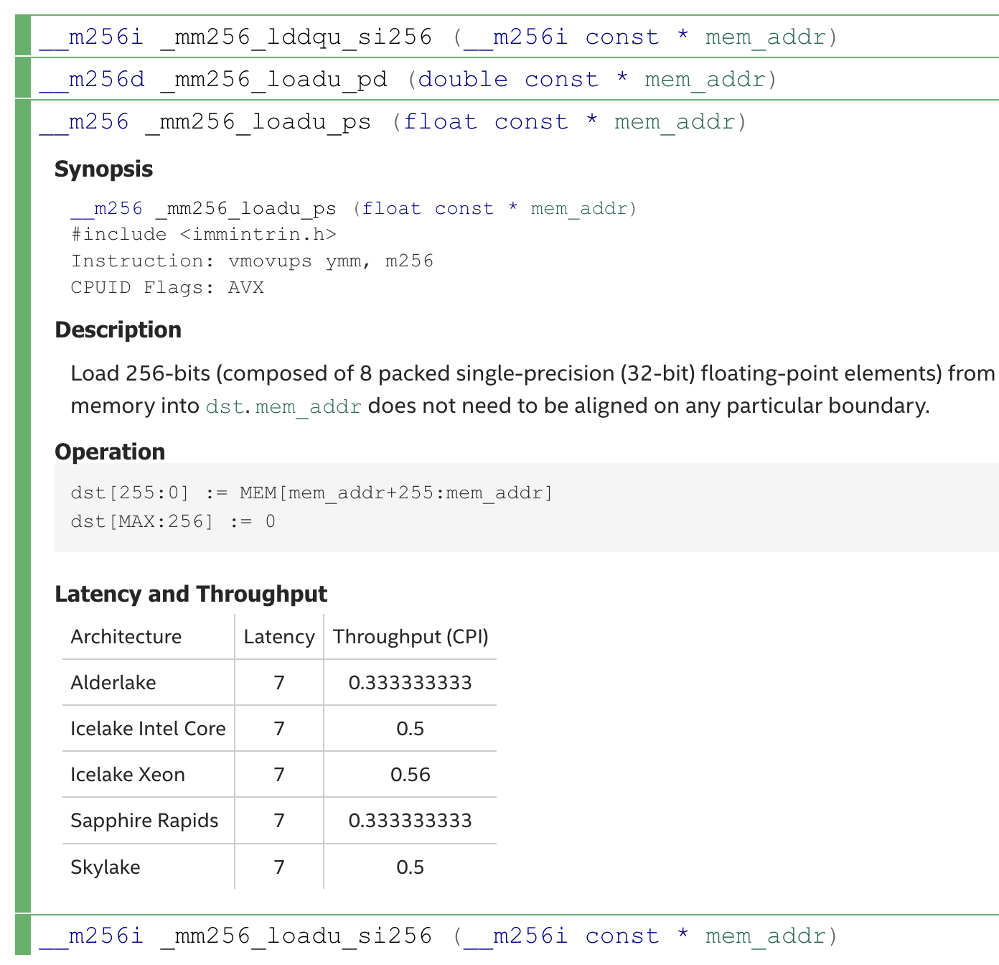 __m256i _mm256_lddqu_si256 (__m256i const * mem_addr)
__m256d _mm256_loadu_pd (double const * mem_addr)
__m256 _mm256_loadu_ps (float const * mem_addr)
Synopsis
__m256 _mm256_loadu_ps (float const * mem_addr)
#include <immintrin.h>
Instruction: vmovups ymm, m256
CPUID Flags: AVX
Description
Load 256-bits (composed of 8 packed single-precision (32-bit) floating-point elements) from
memory into dst. mem_addr does not need to be aligned on any particular boundary.
Operation
dst[255:0] := MEM[mem_addr+255:mem_addr]
dst[MAX:256] := 0
Latency and Throughput
Architecture Latency Throughput (CPI)
Alderlake 7 0.333333333
Icelake Intel Core 7 0.5
Icelake Xeon 7 0.56
Sapphire Rapids 7 0.333333333
Skylake 7 0.5
__m256i _mm256_loadu_si256 (__m256i const * mem_addr)